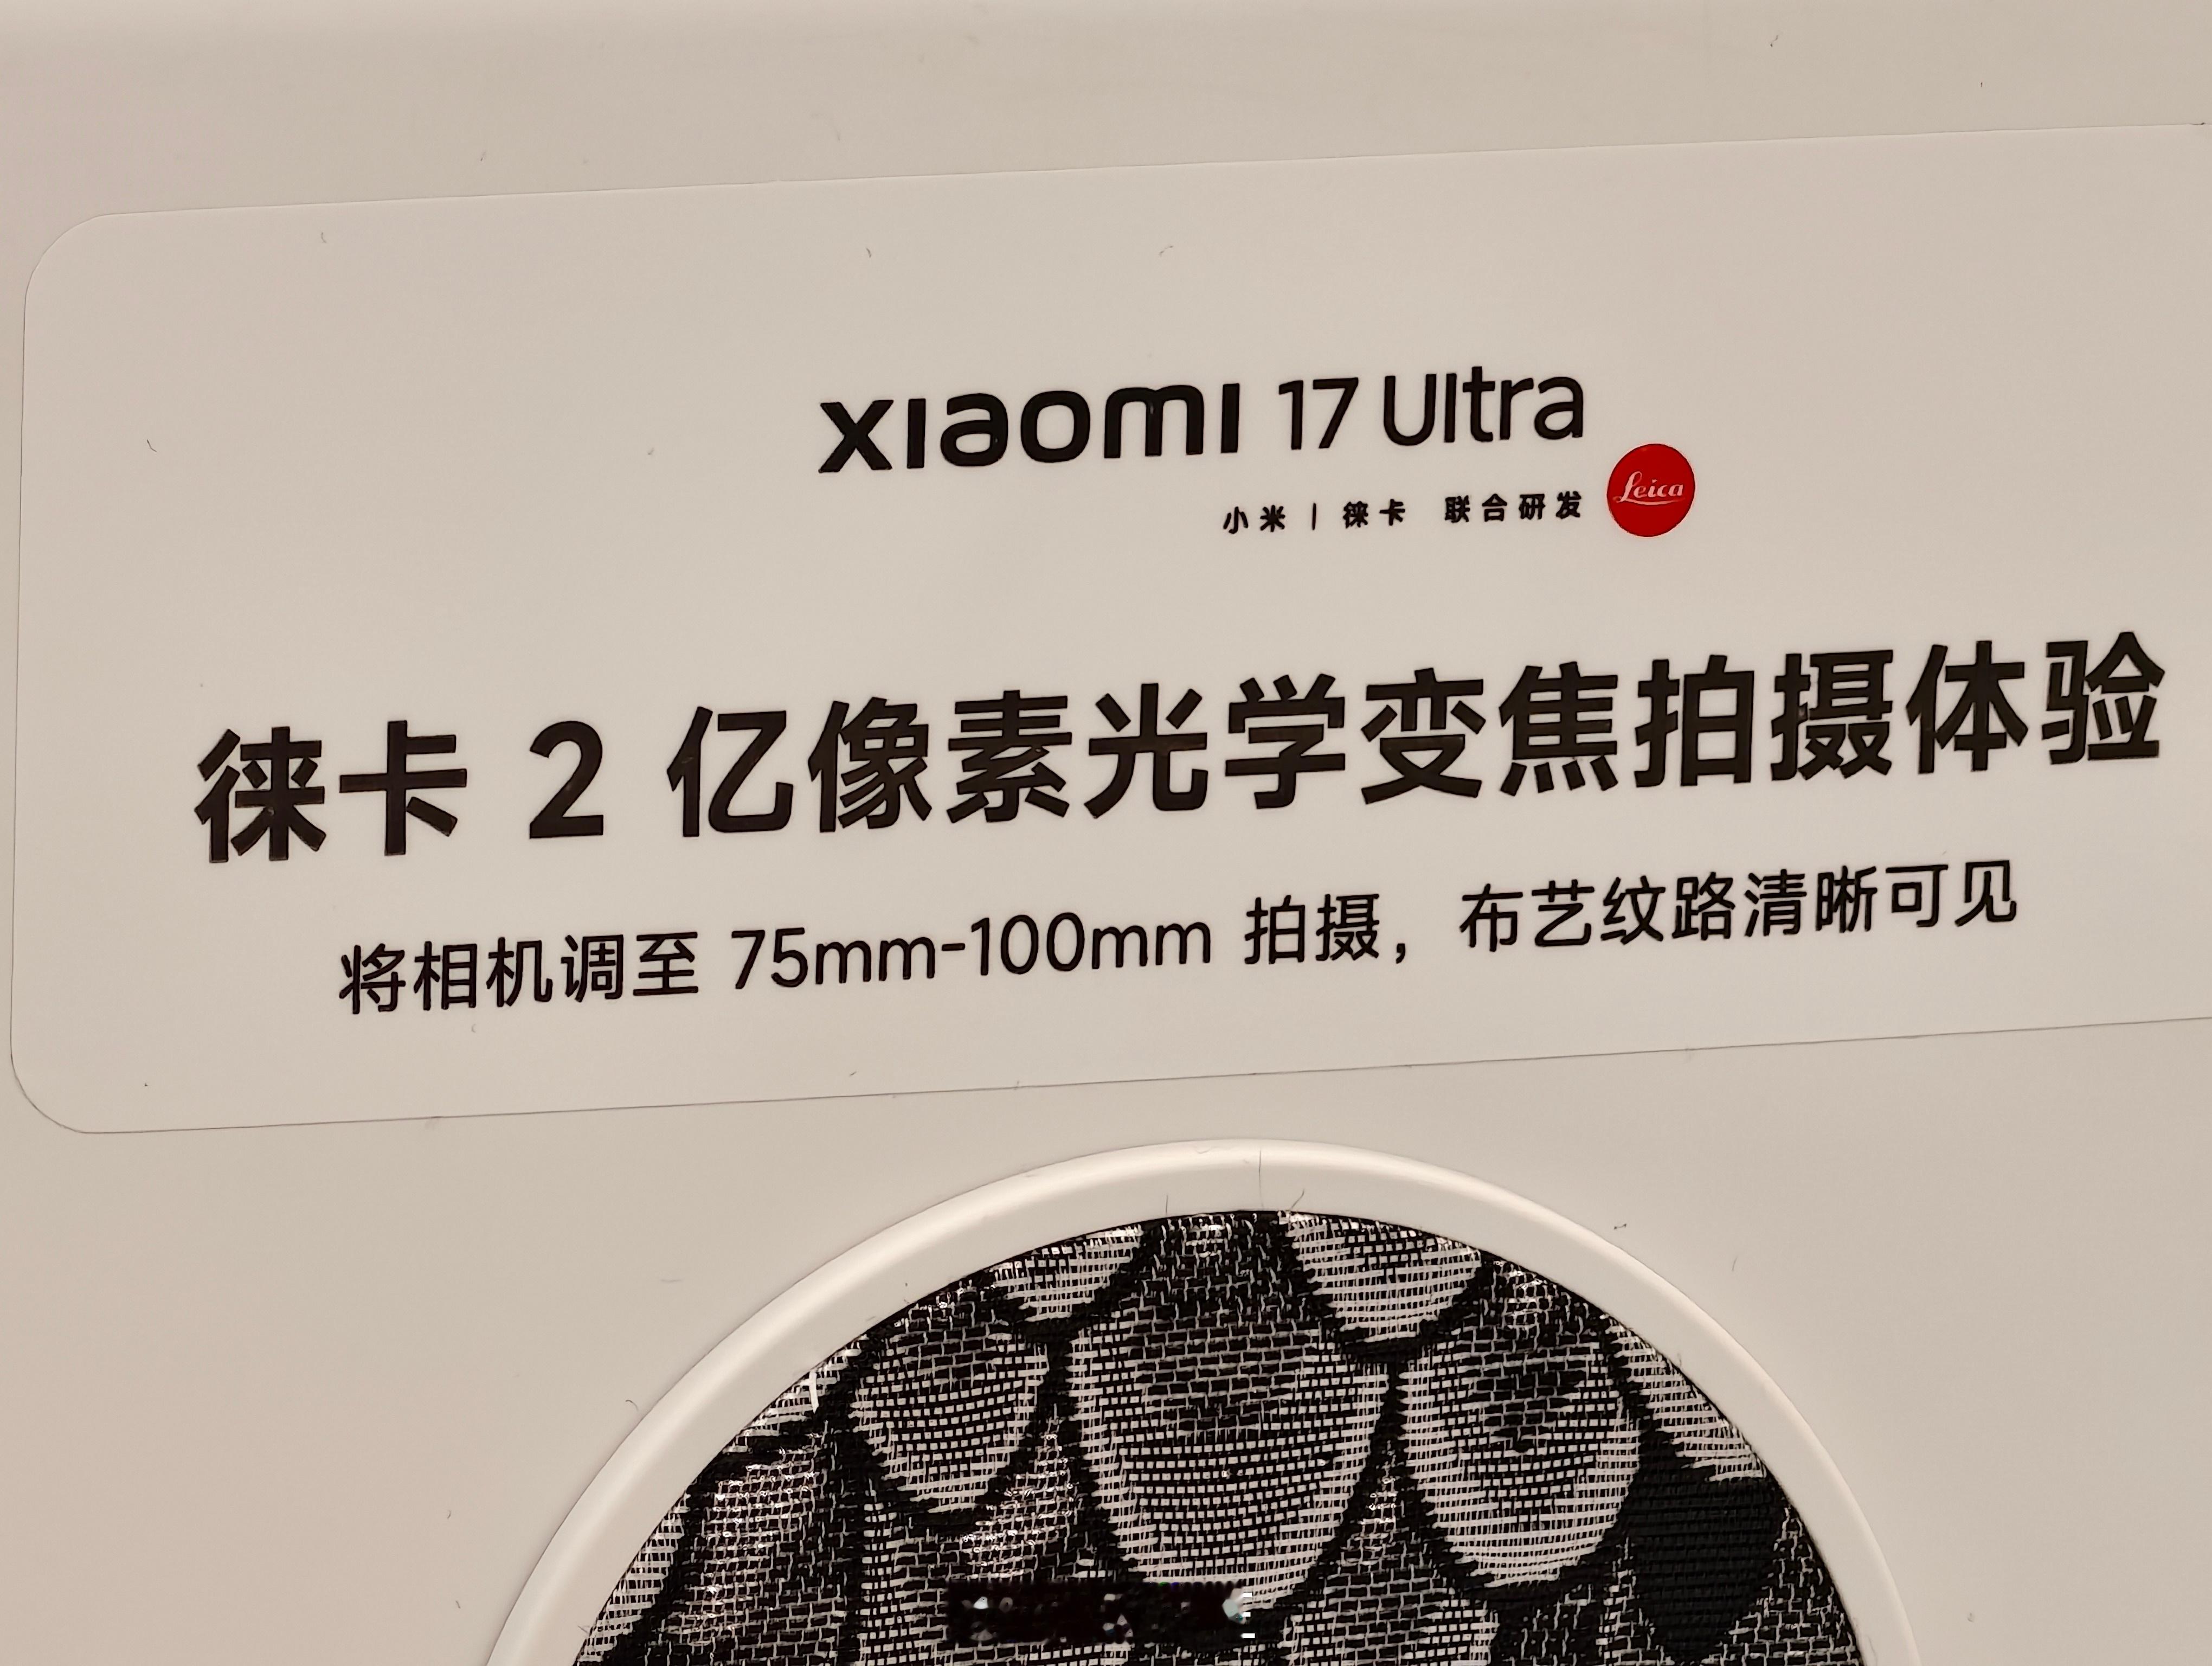 xiaomi 17 Ultra
小米 | 徕卡 联合研发 Leica
徕卡 2 亿像素光学变焦拍摄体验
将相机调至 75mm-100mm 拍摄，布艺纹路清晰可见